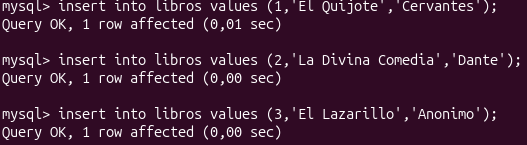 mysql> insert into libros values (1,'El Quijote','Cervantes');
Query OK, 1 row affected (0,01 sec)
mysql> insert into libros values (2,'La Divina Comedia','Dante');
Query OK, 1 row affected (0,00 sec)
mysql> insert into libros values (3,'El Lazarillo','Anonimo');
Query OK, 1 row affected (0,00 sec)